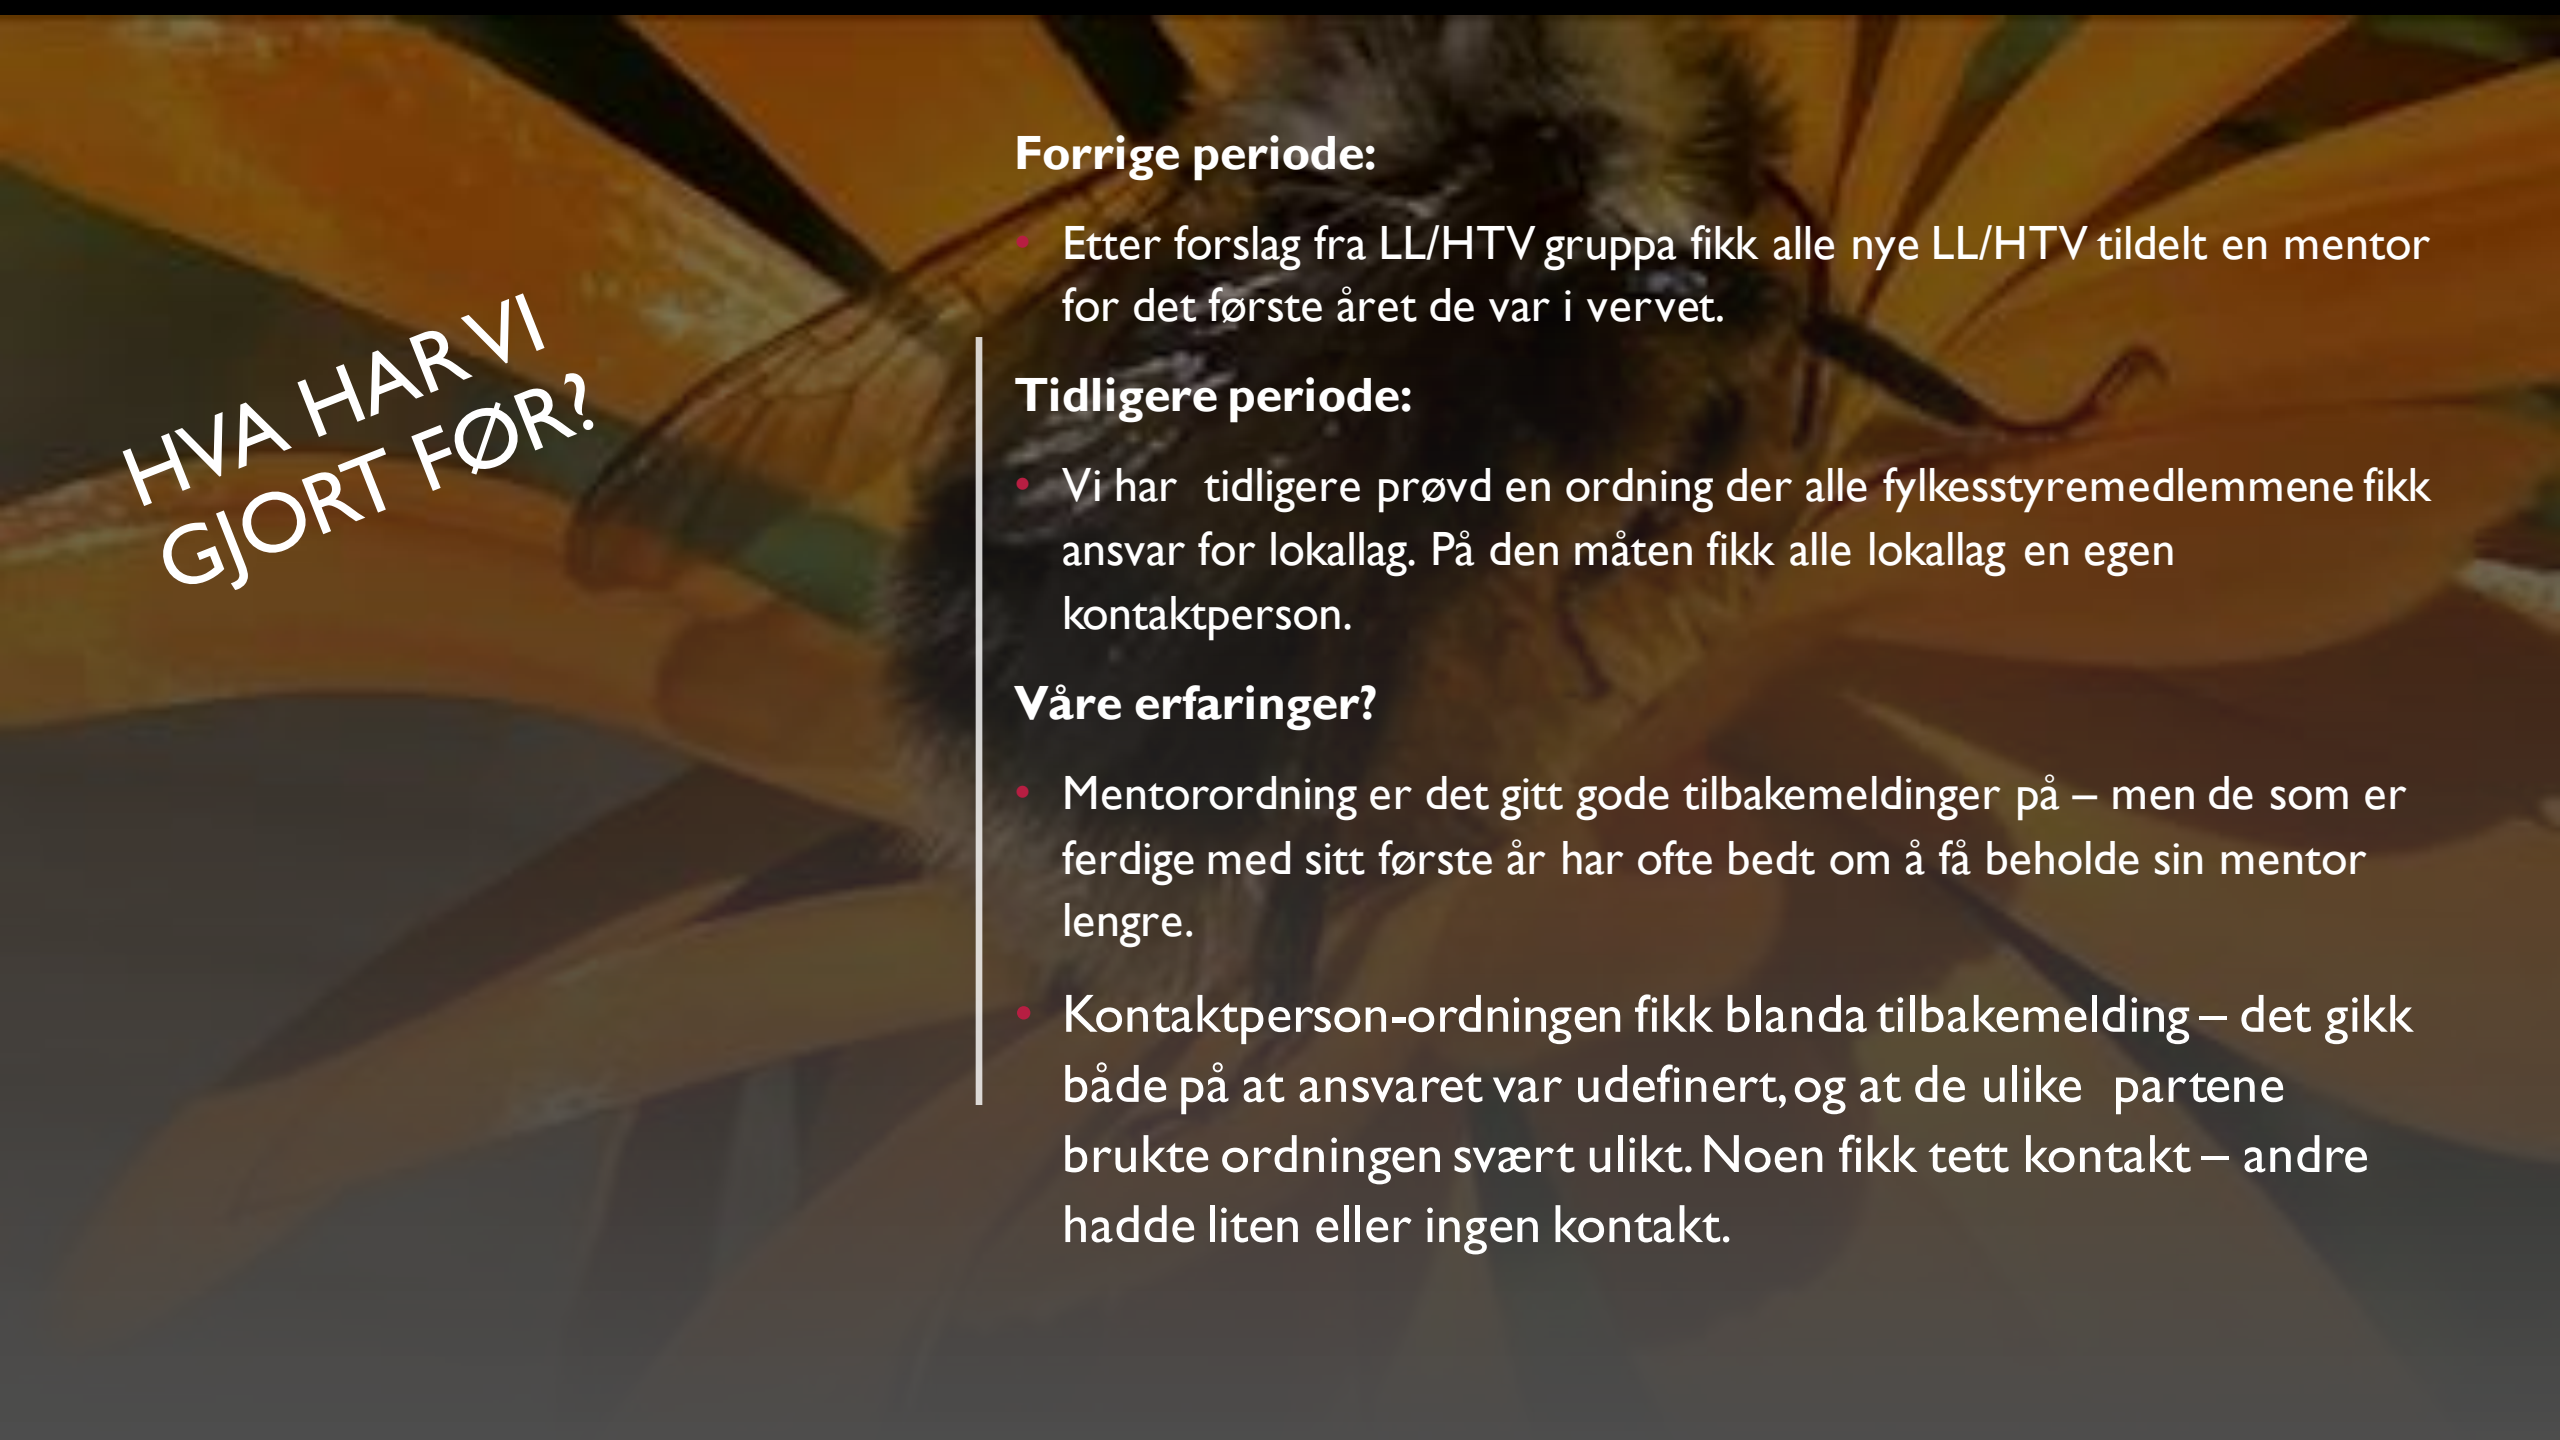 HVA HAR VI
GJORT FØR?
Forrige periode:
• Etter forslag fra LL/HTV gruppa fikk alle nye LL/HTV tildelt en mentor
for det første året de var i vervet.
Tidligere periode:
• Vi har tidligere prøvd en ordning der alle fylkesstyremedlemmene fikk
ansvar for lokallag. På den måten fikk alle lokallag en egen
kontaktperson.
Våre erfaringer?
• Mentorordning er det gitt gode tilbakemeldinger på – men de som er
ferdige med sitt første år har ofte bedt om å få beholde sin mentor
lengre.
• Kontaktperson-ordningen fikk blanda tilbakemelding – det gikk
både på at ansvaret var udefinert, og at de ulike partene
brukte ordningen svært ulikt. Noen fikk tett kontakt – andre
hadde liten eller ingen kontakt.